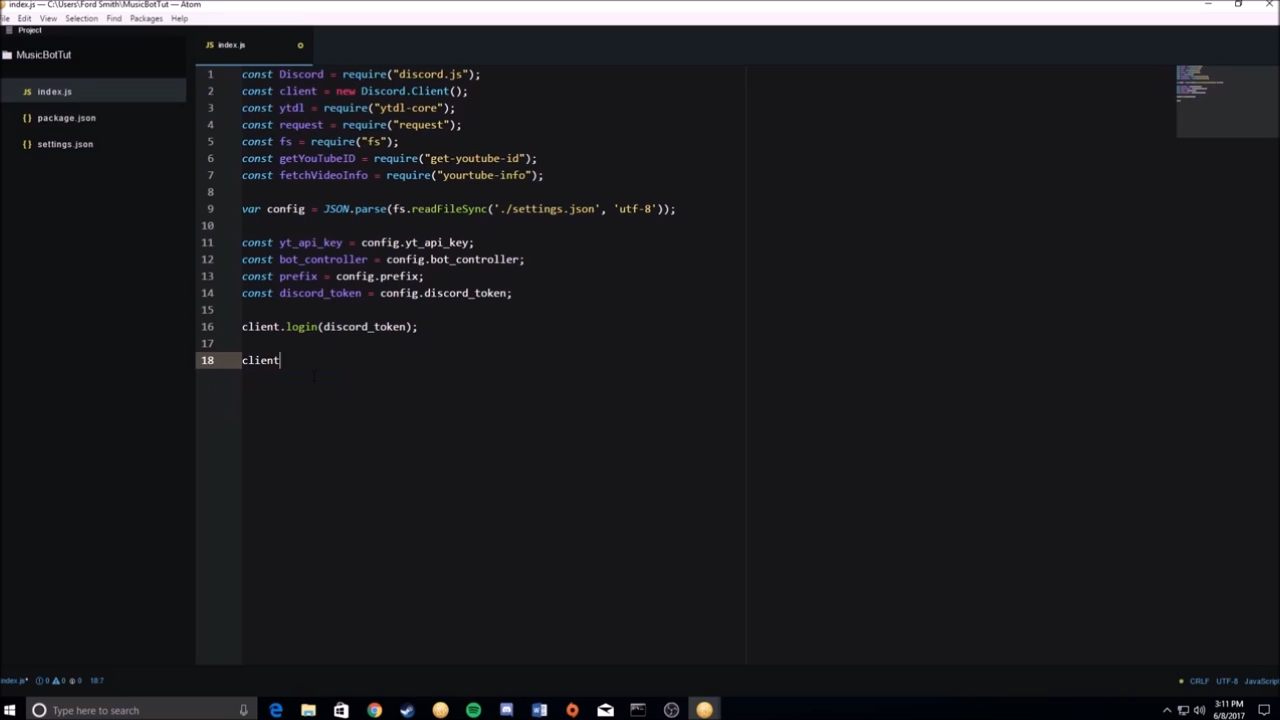 index.js — C:\Users\Ford Smith\MusicBotTut — Atom
File Edit View Selection Find Packages Help
Project
MusicBotTut
index.js
package.json
settings.json
index.js
1 const Discord = require("discord.js");
2 const client = new Discord.Client();
3 const ytdl = require("ytdl-core");
4 const request = require("request");
5 const fs = require("fs");
6 const getYouTubeID = require("get-youtube-id");
7 const fetchVideoInfo = require("yourtube-info");
8
9 var config = JSON.parse(fs.readFileSync('./settings.json', 'utf-8'));
10
11 const yt_api_key = config.yt_api_key;
12 const bot_controller = config.bot_controller;
13 const prefix = config.prefix;
14 const discord_token = config.discord_token;
15
16 client.login(discord_token);
17
18 client
index.js* 0 0 0 18:7 CRLF UTF-8 JavaScript
Type here to search
3:11 PM
6/8/2017